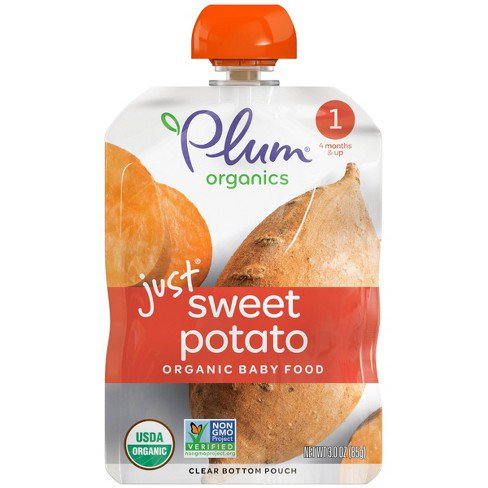 Plum®
organics
1
4 months
& up
just®
sweet
potato
ORGANIC BABY FOOD
USDA
ORGANIC
NON
GMO
Project
VERIFIED
nongmoproject.org
NET WT 3.0 OZ (85g)
CLEAR BOTTOM POUCH